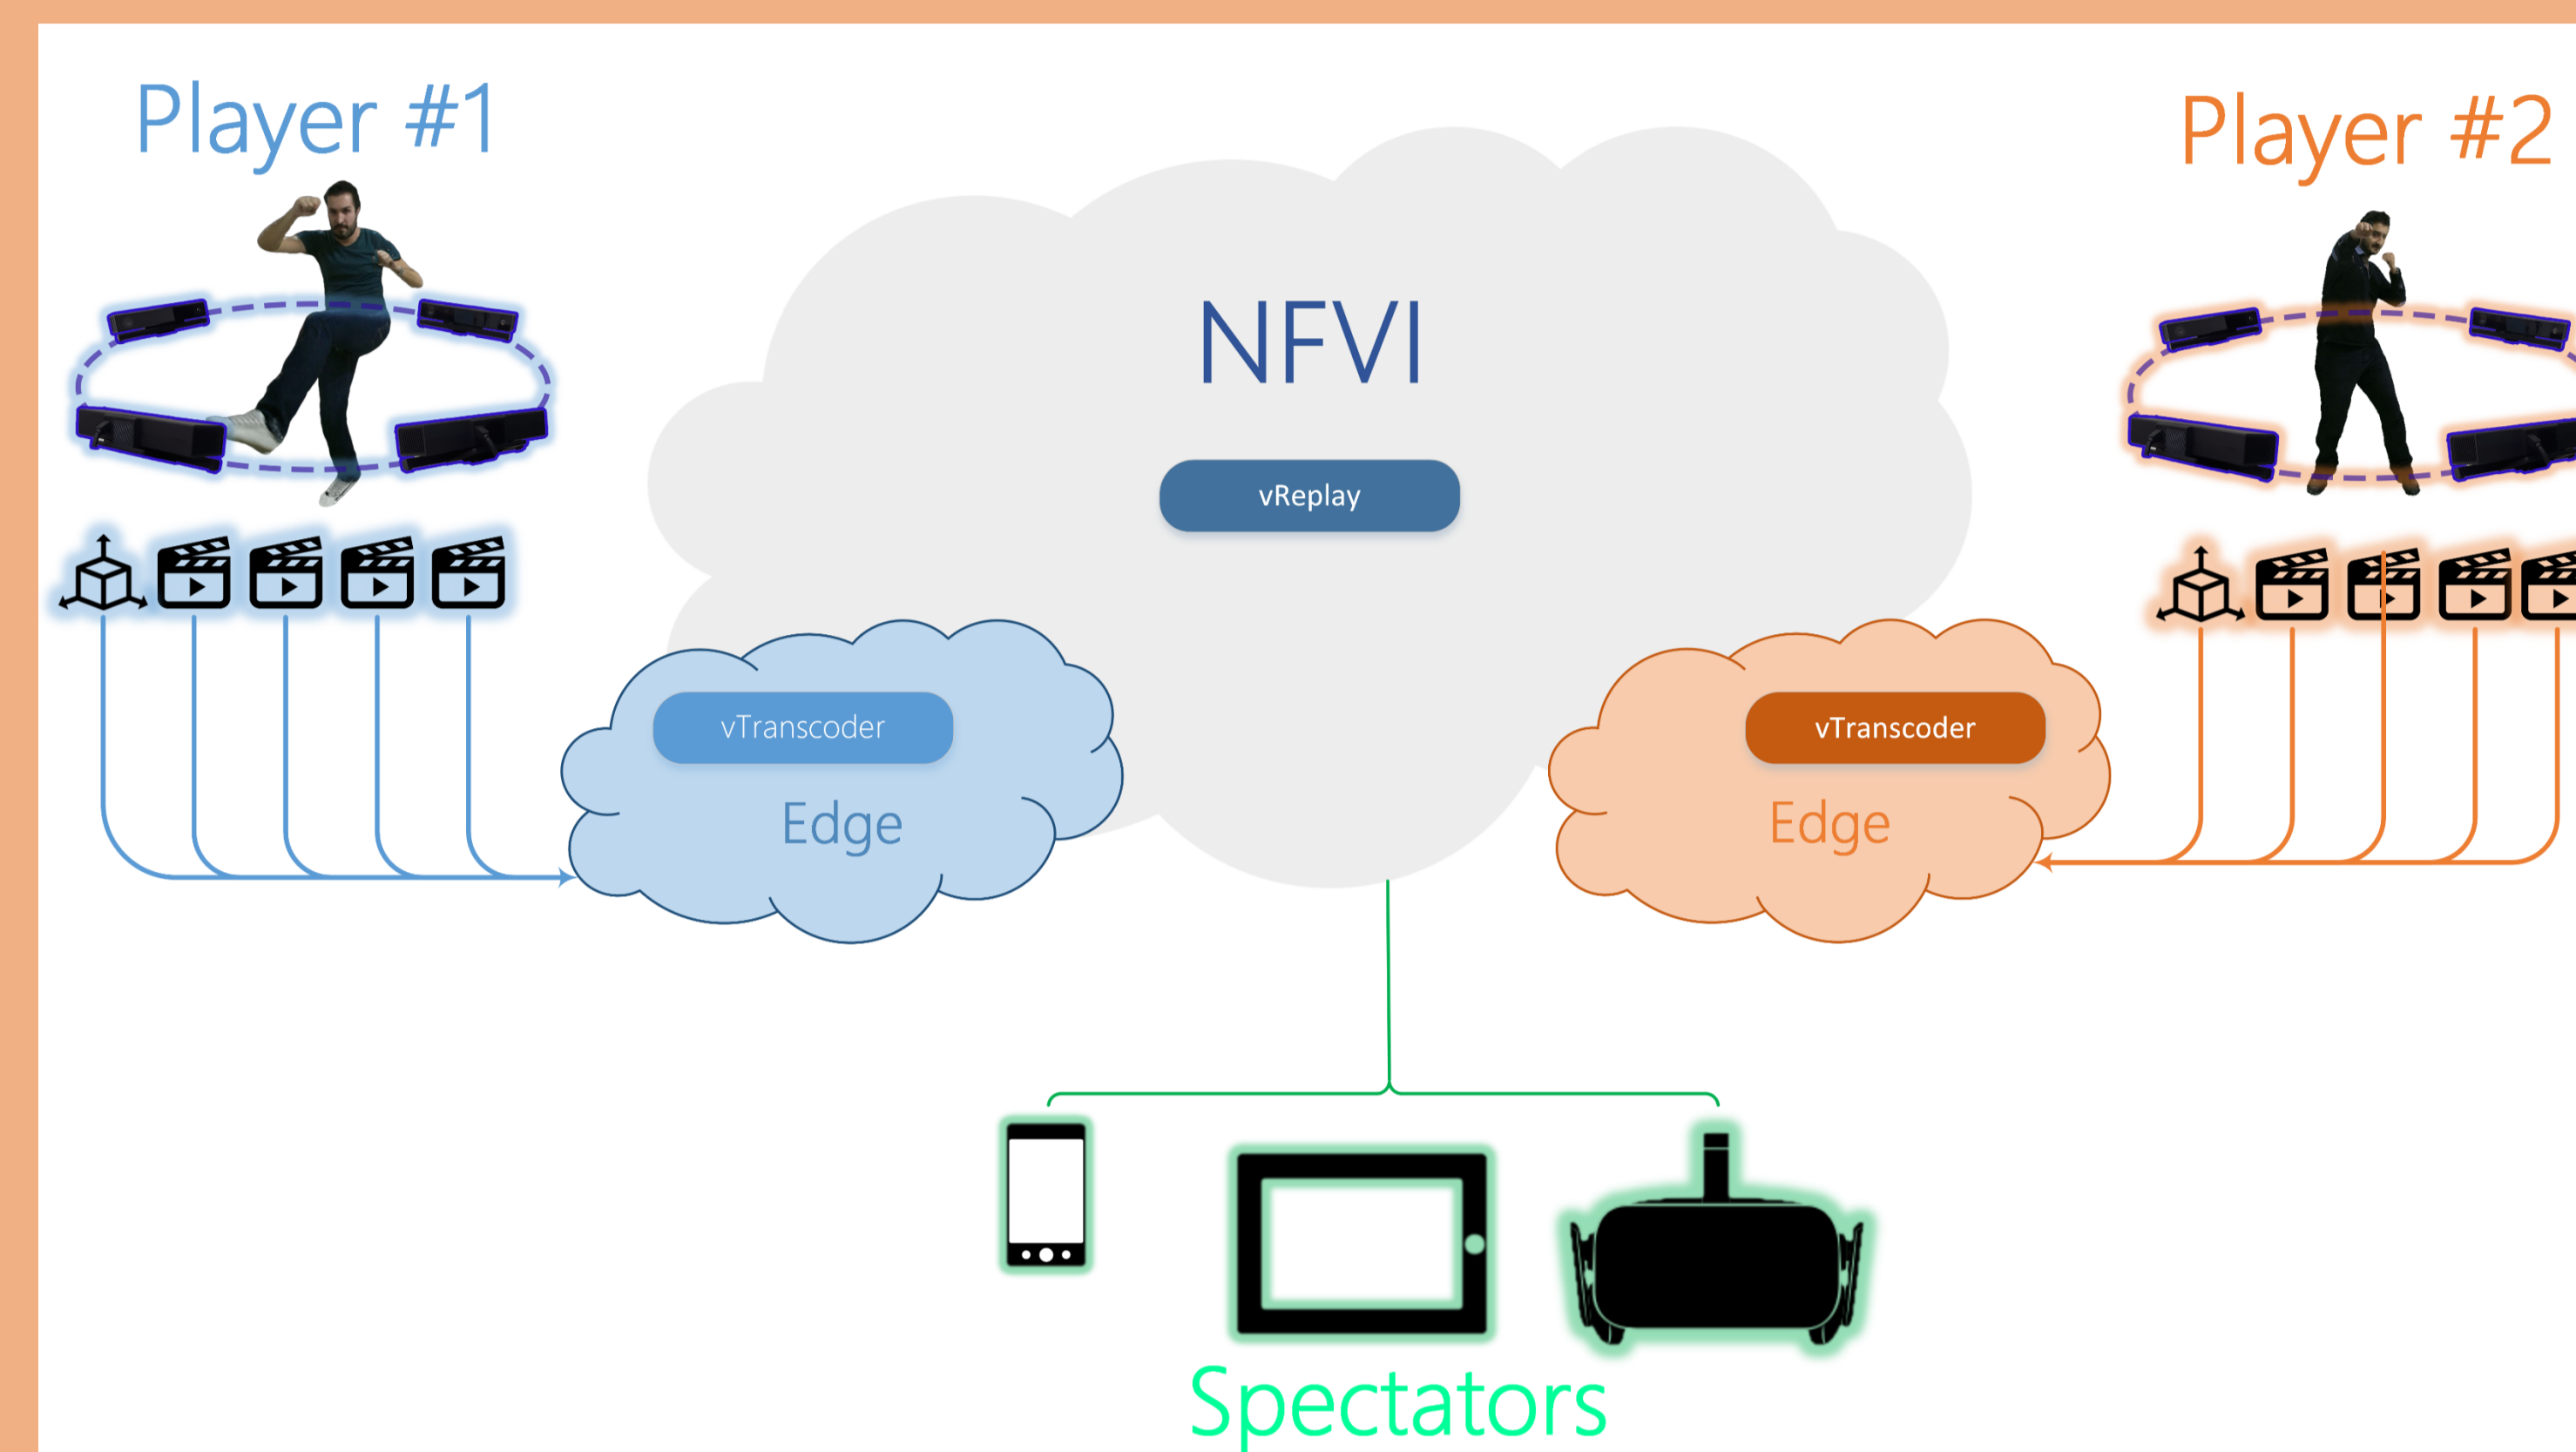 Player #1
Player #2
NFVI
vReplay
vTranscoder
Edge
vTranscoder
Edge
Spectators